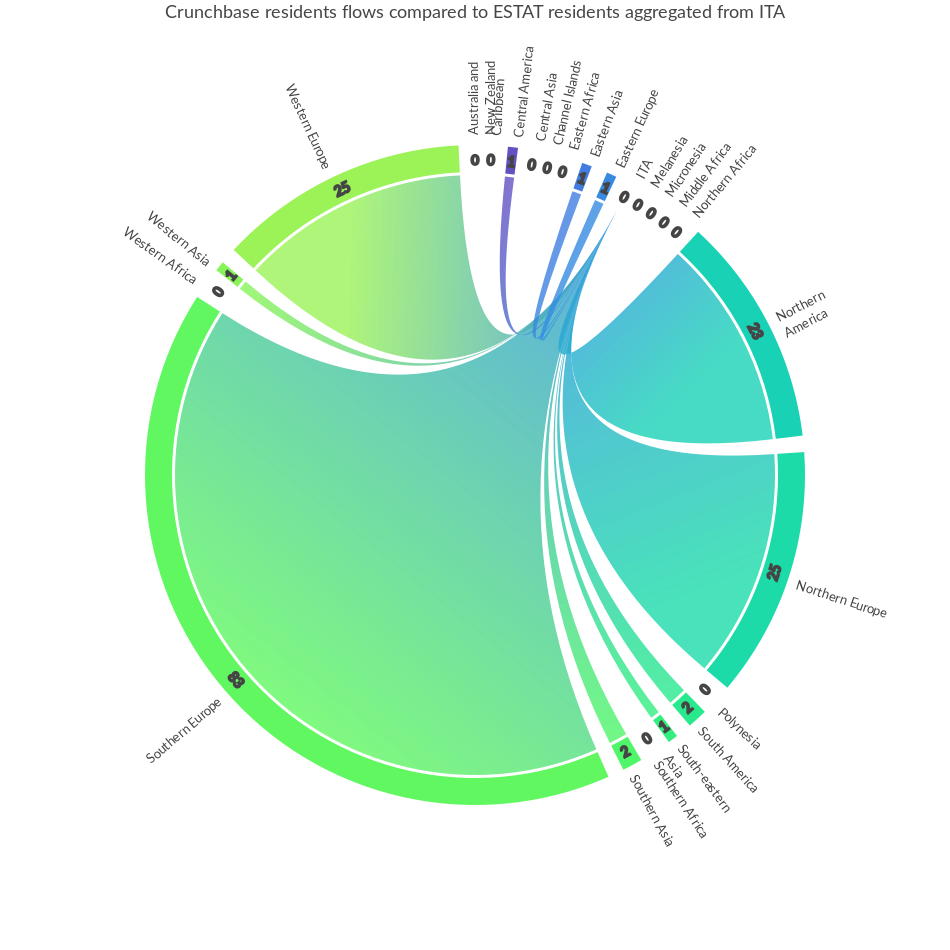 Crunchbase residents flows compared to ESTAT residents aggregated from ITA
Australia and
New Zealand
0
Caribbean
0
Central America
1
Central Asia
0
Channel Islands
0
Eastern Africa
0
Eastern Asia
1
Eastern Europe
1
ITA
0
Melanesia
0
Micronesia
0
Middle Africa
0
Northern Africa
0
Northern
America
23
Northern Europe
25
Polynesia
0
South America
2
South-eastern
Asia
1
Southern Africa
0
Southern Asia
2
Southern Europe
83
Western Africa
0
Western Asia
1
Western Europe
25